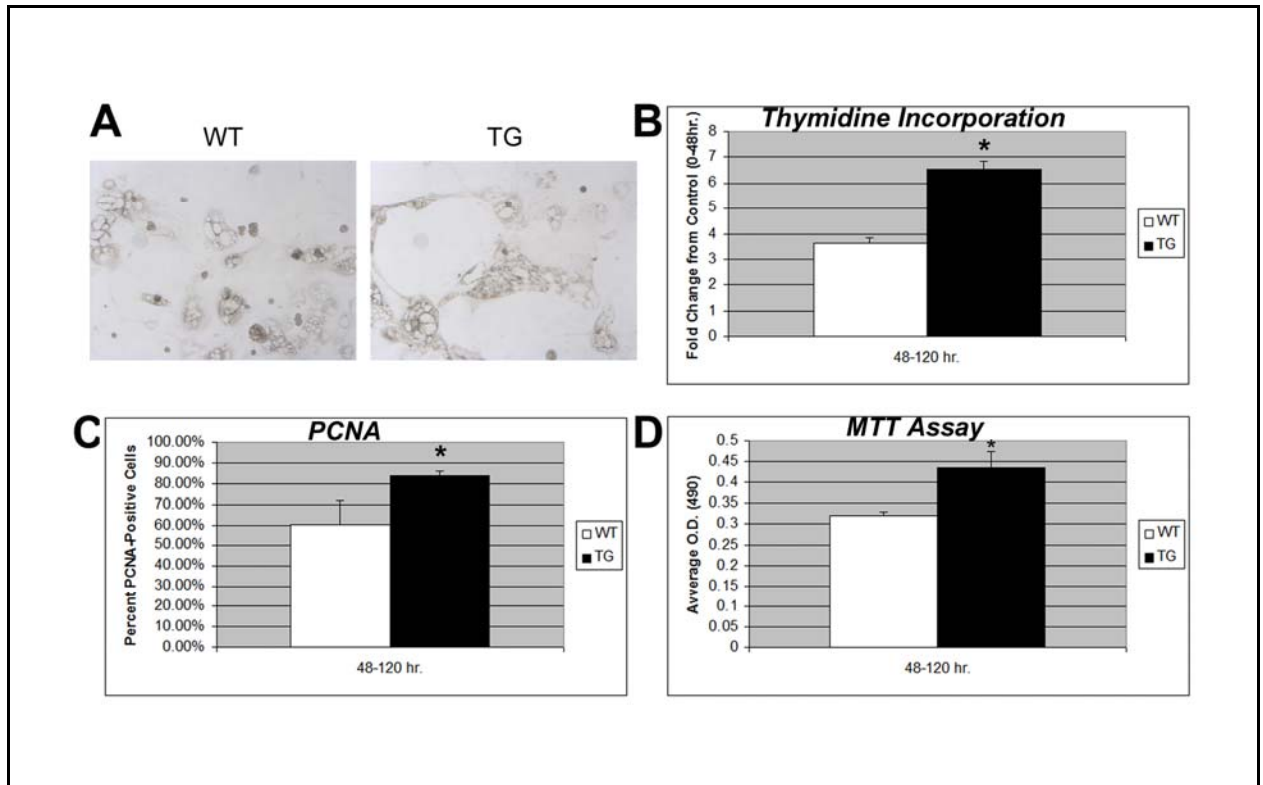 A
WT
TG
B
Thymidine Incorporation
Fold Change from Control (0-48hr.)
8
7
6
5
4
3
2
1
0
*
48-120 hr.
WT
TG
C
PCNA
Percent PCNA-Positive Cells
100.00%
90.00%
80.00%
70.00%
60.00%
50.00%
40.00%
30.00%
20.00%
10.00%
0.00%
*
48-120 hr.
WT
TG
D
MTT Assay
Avverage O.D. (490)
0.5
0.45
0.4
0.35
0.3
0.25
0.2
0.15
0.1
0.05
0
*
48-120 hr.
WT
TG